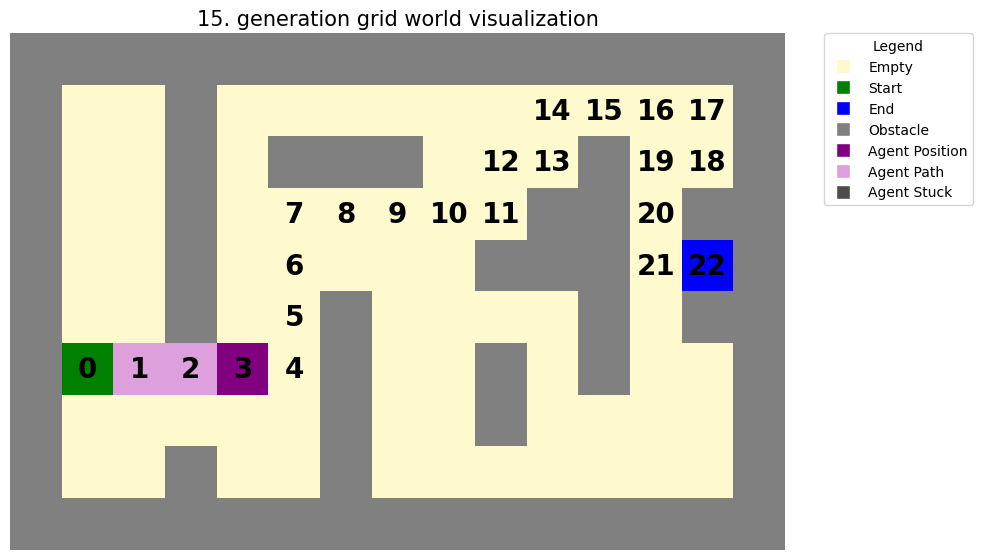 15. generation grid world visualization
Legend
Empty
Start
End
Obstacle
Agent Position
Agent Path
Agent Stuck
14 15 16 17
12 13 19 18
7 8 9 10 11 20
6 21 22
5
0 1 2 3 4